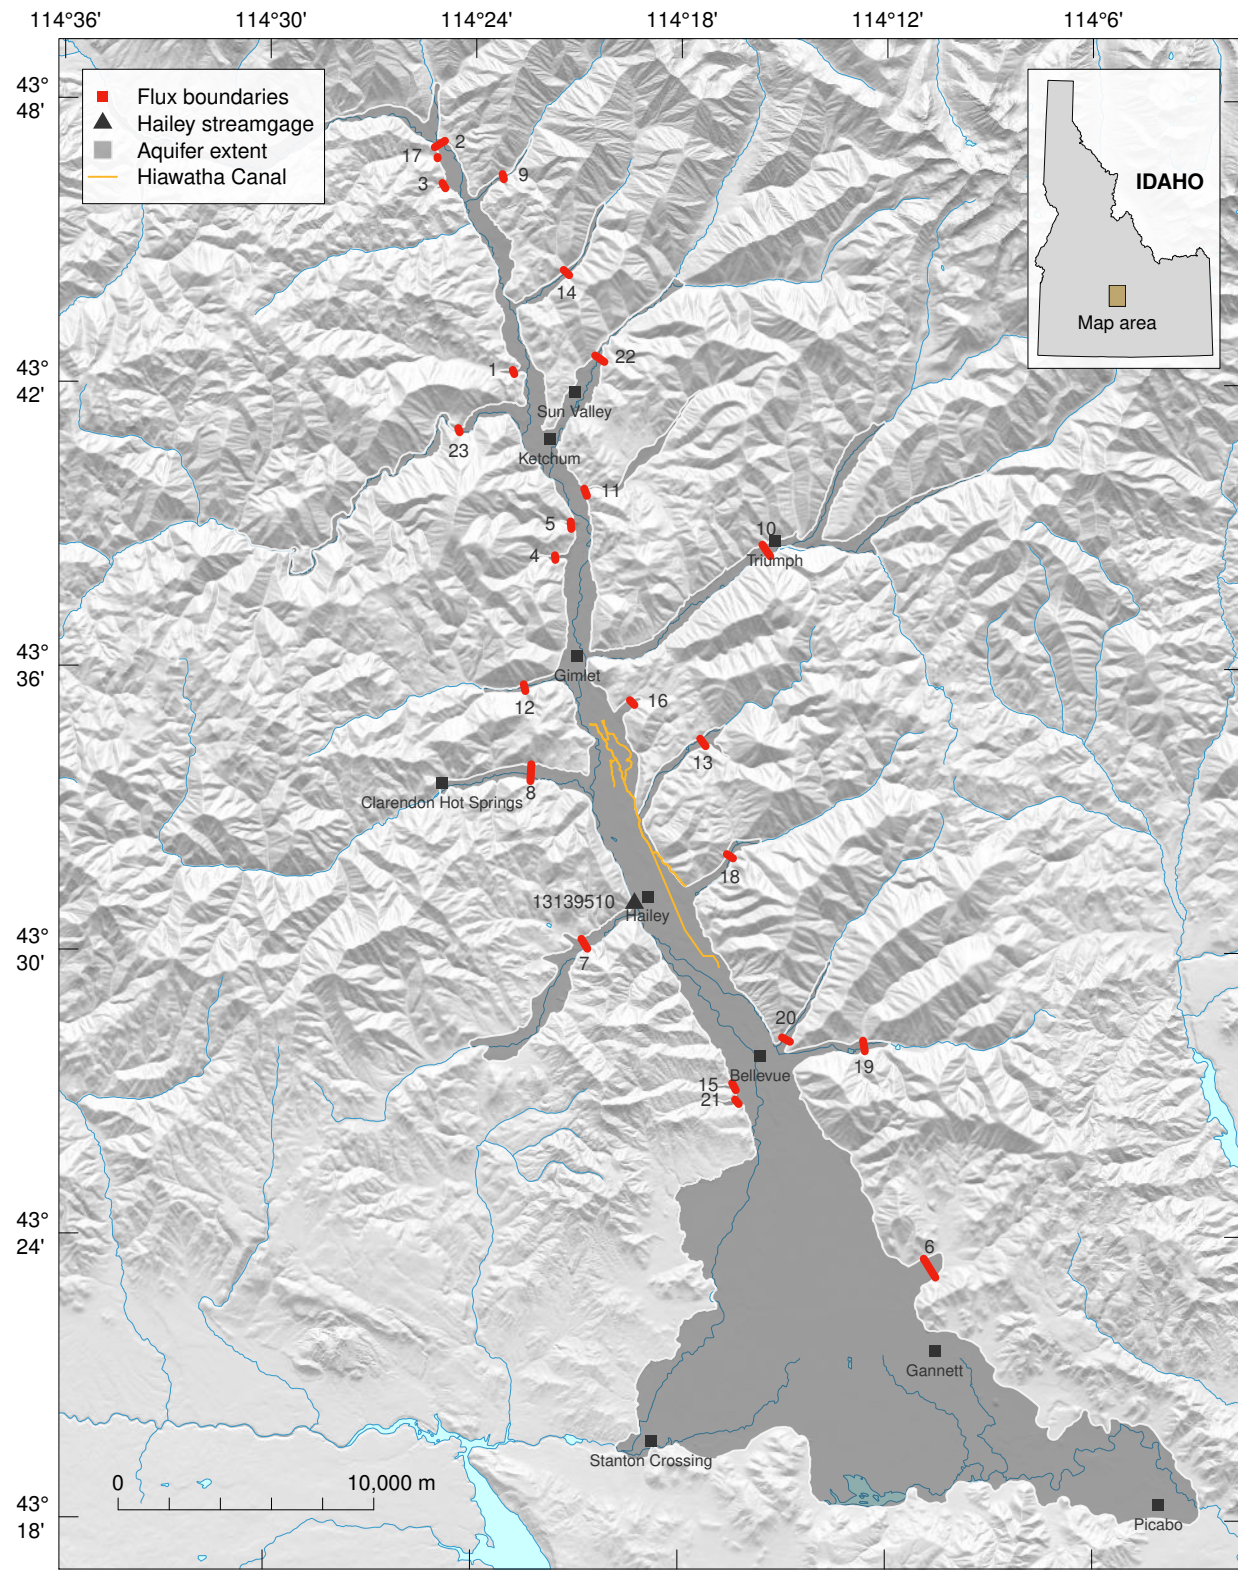 114°36'
114°30'
114°24'
114°18'
114°12'
114°6'
43°
48'
43°
42'
43°
36'
43°
30'
43°
24'
43°
18'
Flux boundaries
Hailey streamgage
Aquifer extent
Hiawatha Canal
IDAHO
Map area
2
17
3
9
14
1
22
Sun Valley
23
Ketchum
11
5
4
10
Triumph
Gimlet
12
16
13
8
Clarendon Hot Springs
18
13139510
Hailey
7
20
19
Bellevue
15
21
6
Gannett
Stanton Crossing
Picabo
0
10,000 m